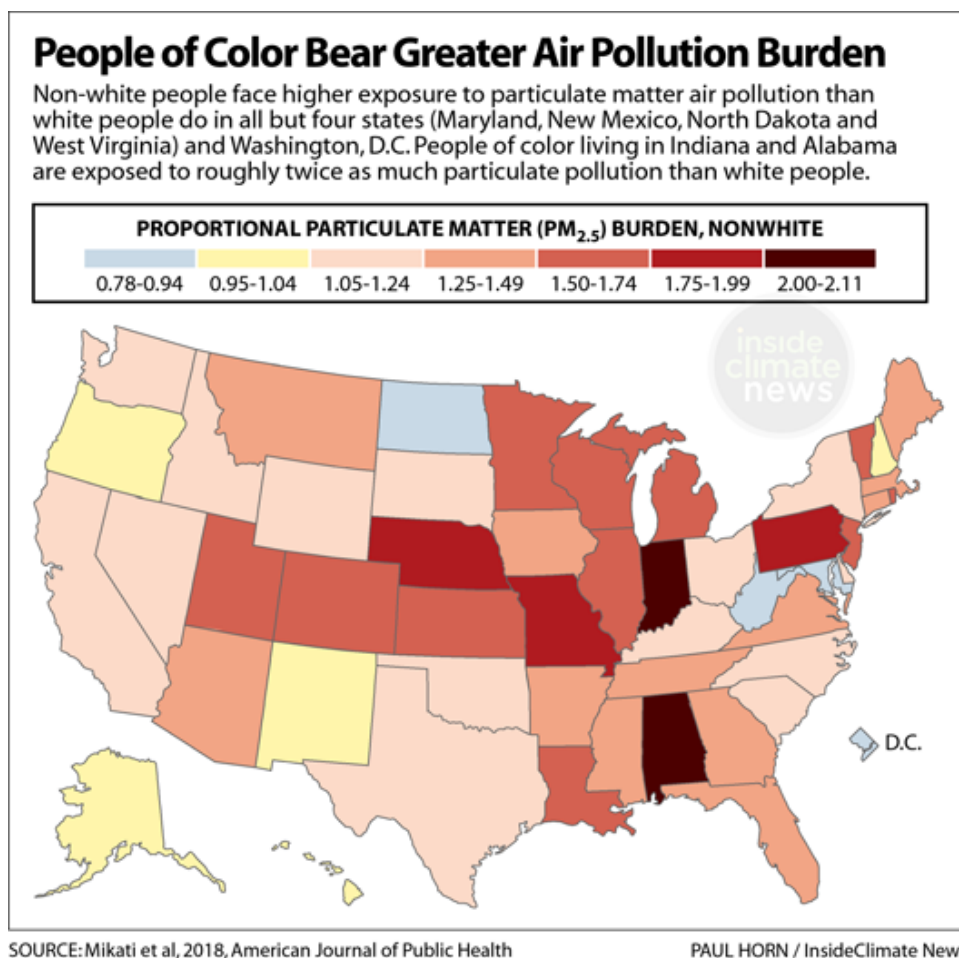 People of Color Bear Greater Air Pollution Burden
Non-white people face higher exposure to particulate matter air pollution than
white people do in all but four states (Maryland, New Mexico, North Dakota and
West Virginia) and Washington, D.C. People of color living in Indiana and Alabama
are exposed to roughly twice as much particulate pollution than white people.
PROPORTIONAL PARTICULATE MATTER (PM2.5) BURDEN, NONWHITE
0.78-0.94 0.95-1.04 1.05-1.24 1.25-1.49 1.50-1.74 1.75-1.99 2.00-2.11
inside
climate
news
D.C.
SOURCE: Mikati et al, 2018, American Journal of Public Health PAUL HORN / InsideClimate New